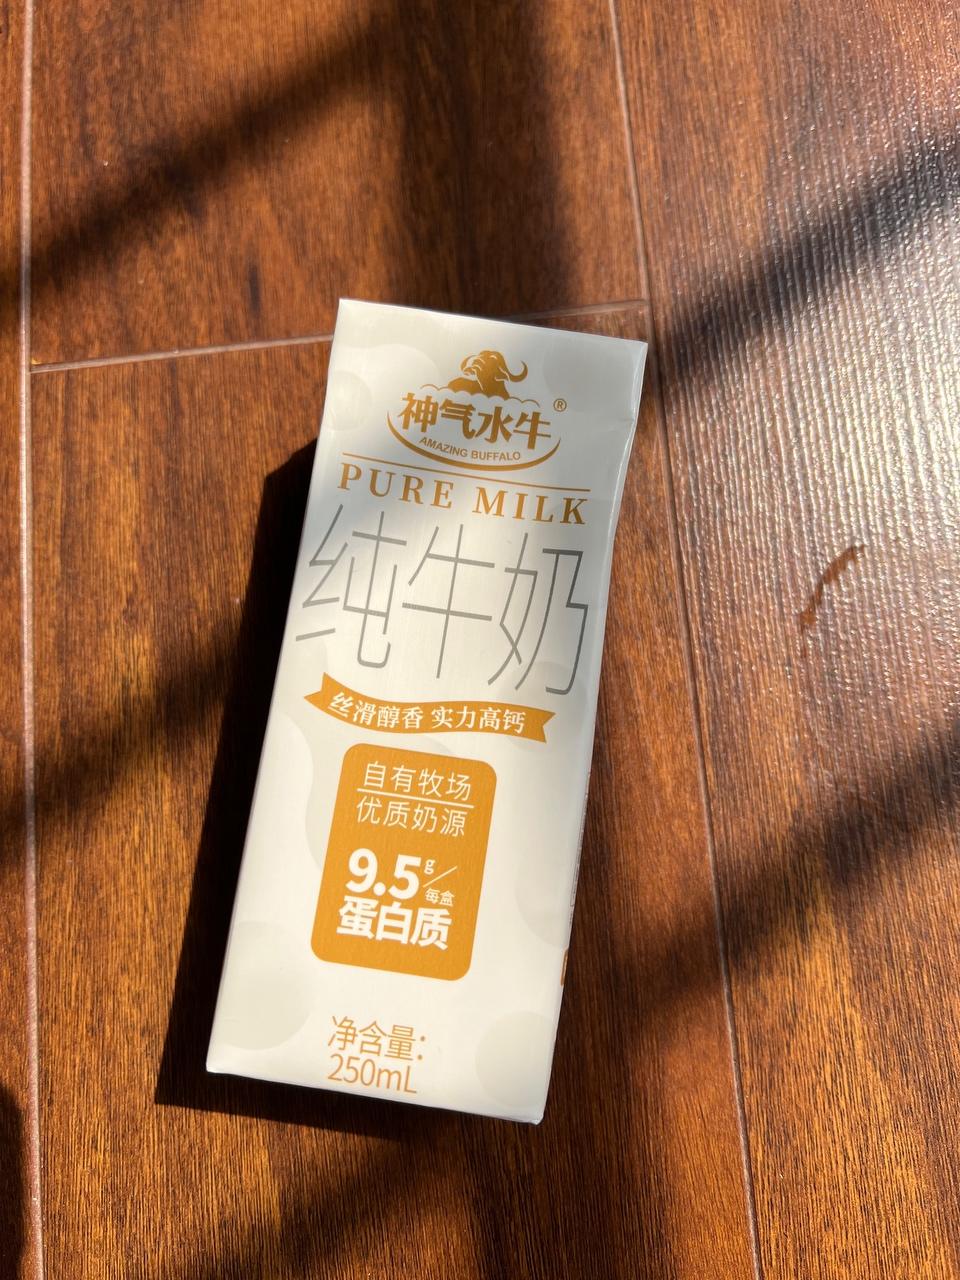 神气水牛®
AMAZING BUFFALO
PURE MILK
纯牛奶
丝滑醇香 实力高钙
自有牧场
优质奶源
9.5g/每盒
蛋白质
净含量：
250mL